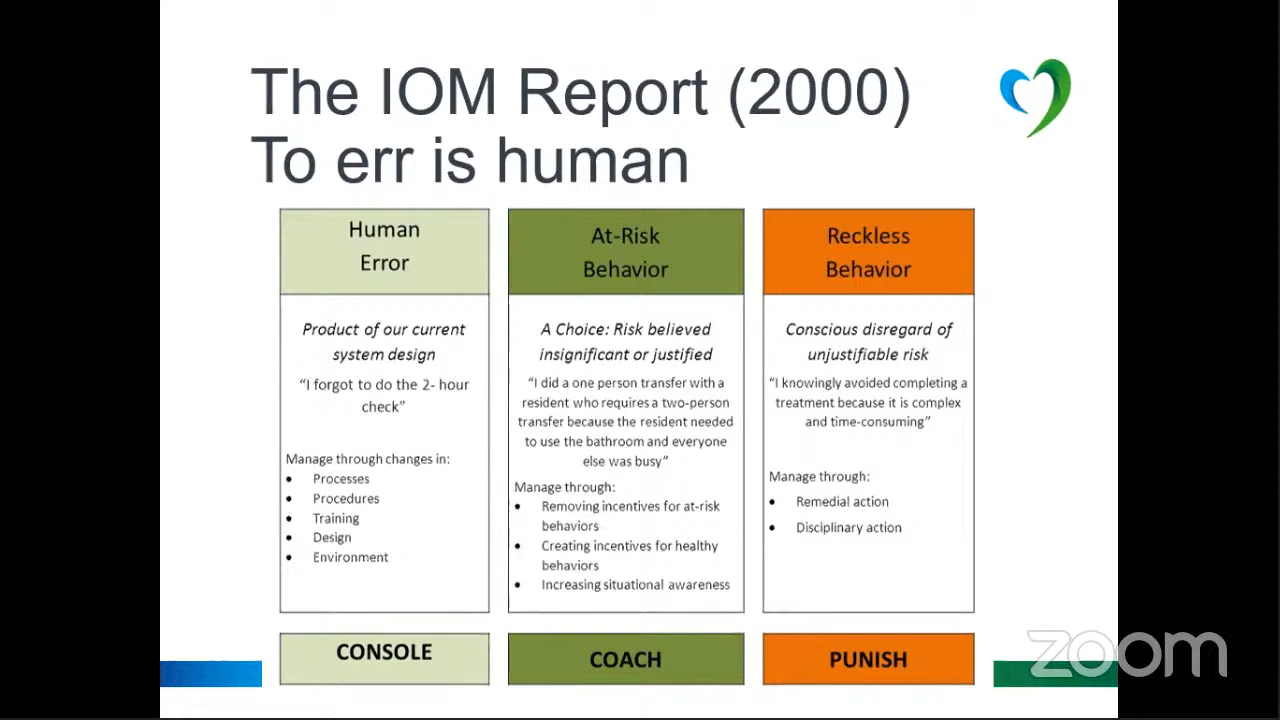 The IOM Report (2000)
To err is human
Human
Error
Product of our current
system design
“I forgot to do the 2- hour
check”
Manage through changes in:
• Processes
• Procedures
• Training
• Design
• Environment
CONSOLE
At-Risk
Behavior
A Choice: Risk believed
insignificant or justified
“I did a one person transfer with a
resident who requires a two-person
transfer because the resident needed
to use the bathroom and everyone
else was busy”
Manage through:
• Removing incentives for at-risk
behaviors
• Creating incentives for healthy
behaviors
• Increasing situational awareness
COACH
Reckless
Behavior
Conscious disregard of
unjustifiable risk
“I knowingly avoided completing a
treatment because it is complex
and time-consuming”
Manage through:
• Remedial action
• Disciplinary action
PUNISH
zoom